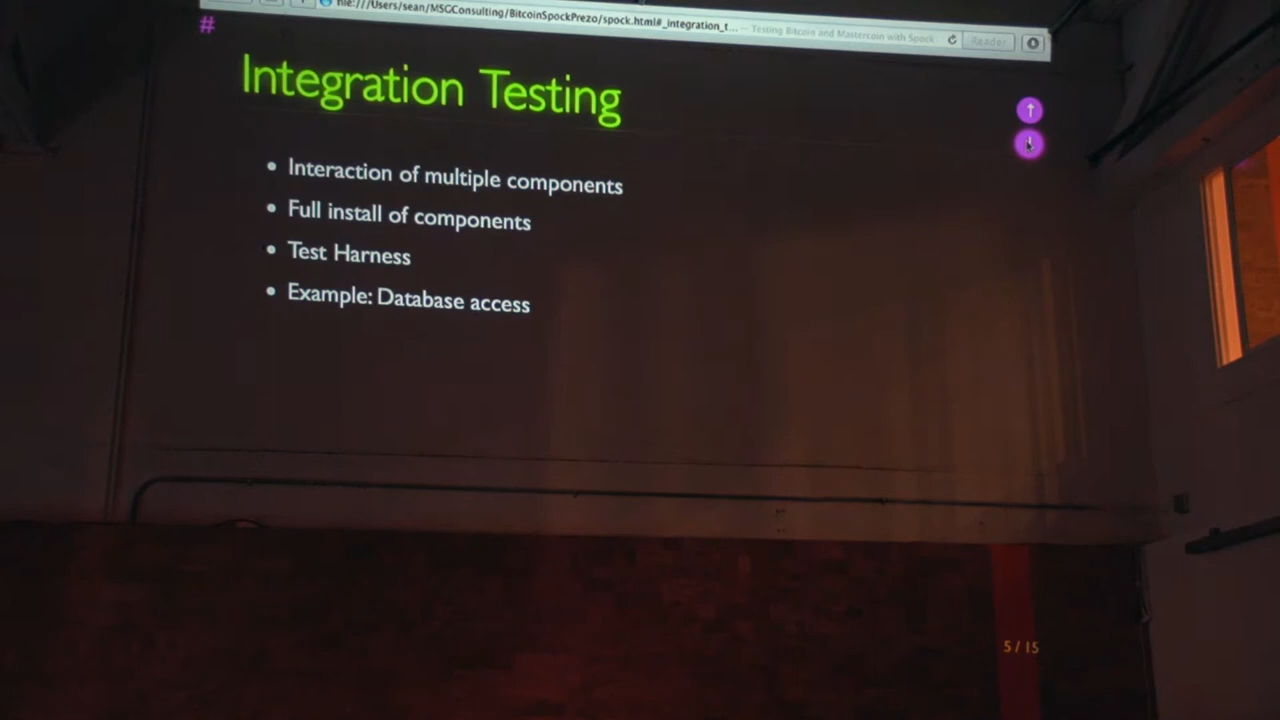 file:///Users/sean/MSGConsulting/BitcoinSpockPrezo/spock.html#_integration_t... — Testing Bitcoin and Mastercoin with Spock
Reader
#
Integration Testing
↑
• Interaction of multiple components
• Full install of components
• Test Harness
• Example: Database access
5 / 15